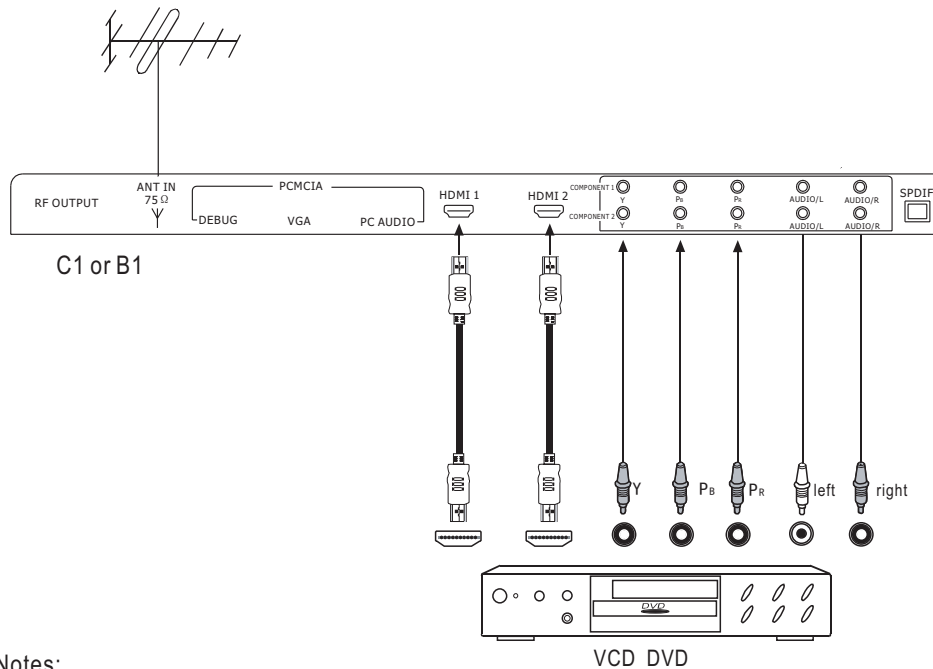 RF OUTPUT
ANT IN
75 Ω
PCMCIA
DEBUG
VGA
PC AUDIO
HDMI 1
HDMI 2
COMPONENT 1
Y
PB
PR
AUDIO/L
AUDIO/R
COMPONENT 2
Y
PB
PR
AUDIO/L
AUDIO/R
SPDIF
C1 or B1
Y
PB
PR
left
right
DVD
VCD DVD
Notes: